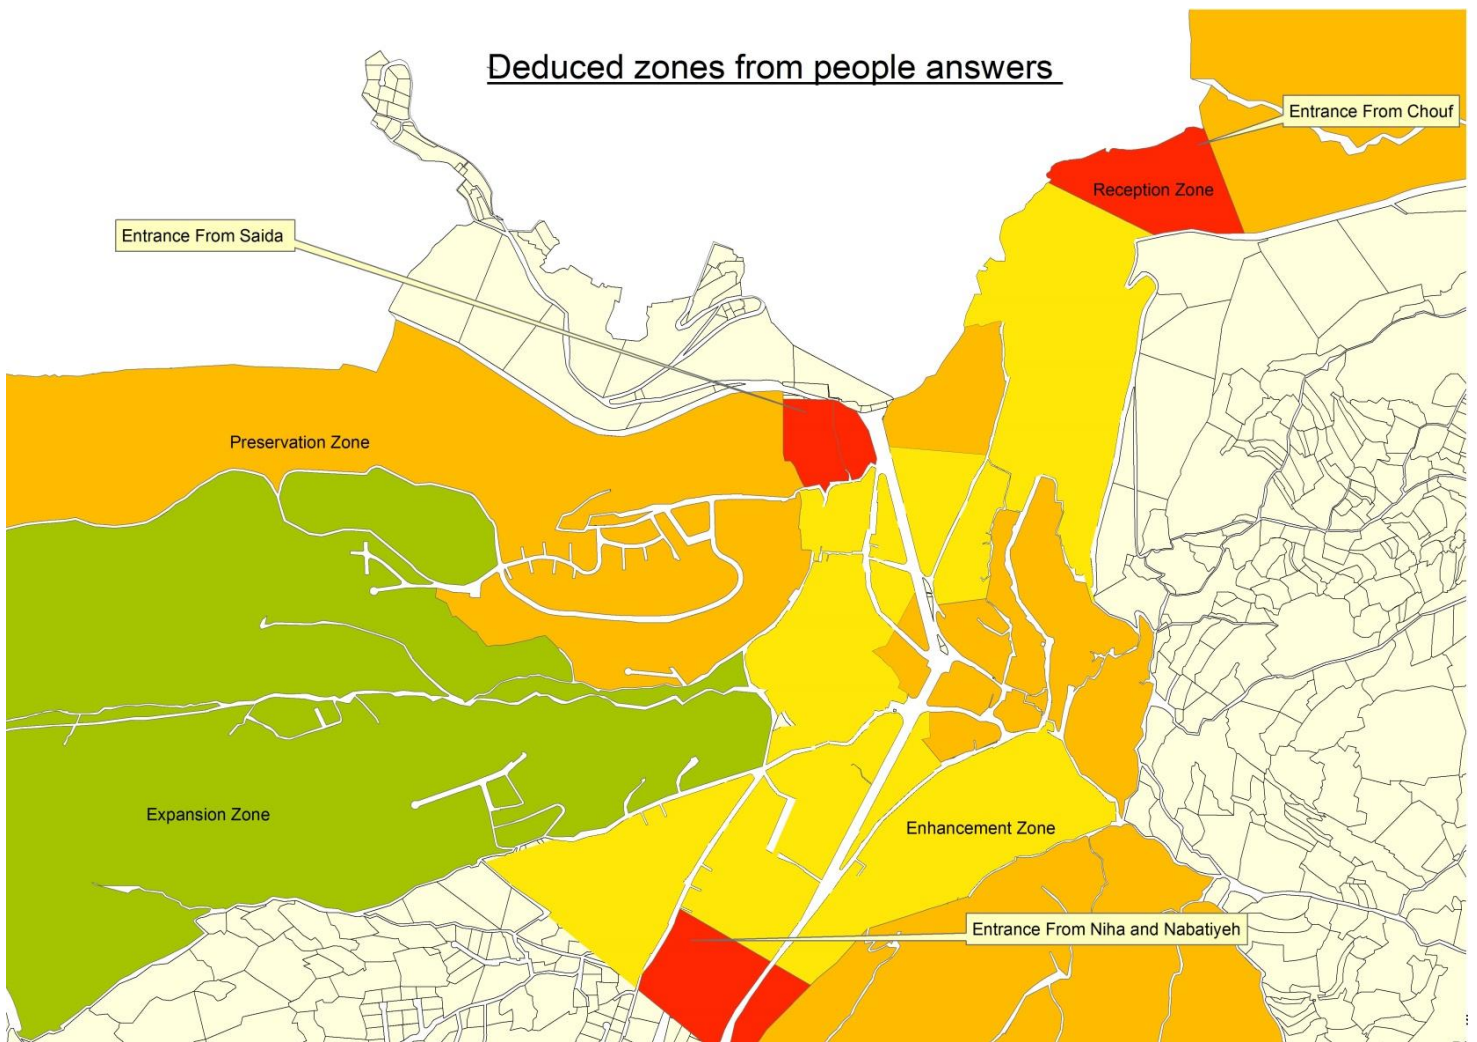 Deduced zones from people answers
Entrance From Chouf
Reception Zone
Entrance From Saida
Preservation Zone
Expansion Zone
Enhancement Zone
Entrance From Niha and Nabatiyeh